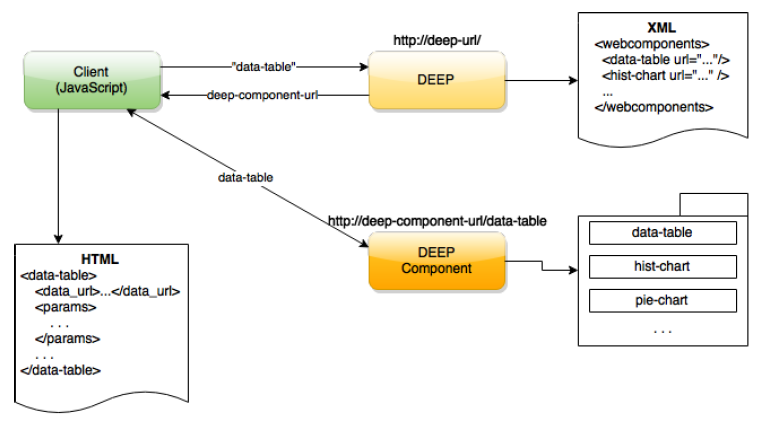 http://deep-url/
Client
(JavaScript)
"data-table"
deep-component-url
DEEP
XML
<webcomponents>
<data-table url="..."/>
<hist-chart url="..." />
...
</webcomponents>
data-table
http://deep-component-url/data-table
DEEP
Component
data-table
hist-chart
pie-chart
. . .
HTML
<data-table>
<data_url>...</data_url>
<params>
. . .
</params>
. . .
</data-table>